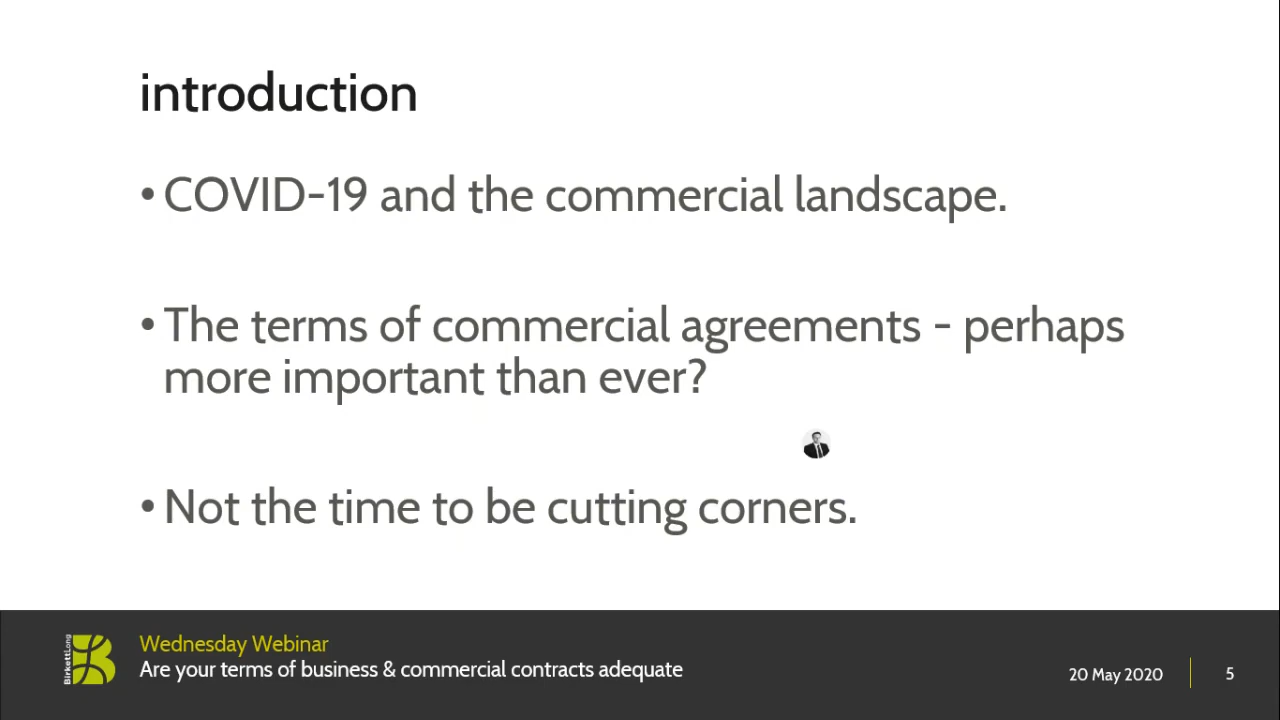 introduction
• COVID-19 and the commercial landscape.
• The terms of commercial agreements - perhaps
more important than ever?
• Not the time to be cutting corners.
BirkettLong
Wednesday Webinar
Are your terms of business & commercial contracts adequate
20 May 2020
5